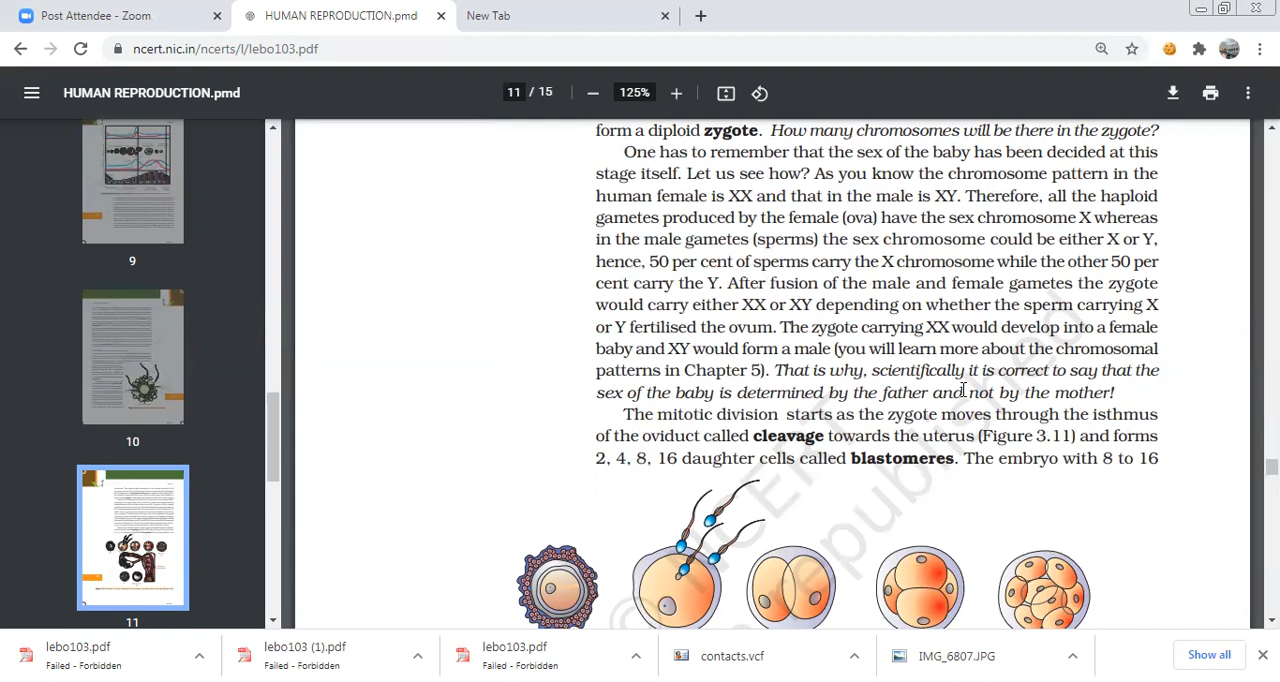 Post Attendee - Zoom
HUMAN REPRODUCTION.pmd
New Tab
ncert.nic.in/ncerts/l/lebo103.pdf
HUMAN REPRODUCTION.pmd
11 / 15
125%
9
10
11
form a diploid zygote. How many chromosomes will be there in the zygote?
One has to remember that the sex of the baby has been decided at this
stage itself. Let us see how? As you know the chromosome pattern in the
human female is XX and that in the male is XY. Therefore, all the haploid
gametes produced by the female (ova) have the sex chromosome X whereas
in the male gametes (sperms) the sex chromosome could be either X or Y,
hence, 50 per cent of sperms carry the X chromosome while the other 50 per
cent carry the Y. After fusion of the male and female gametes the zygote
would carry either XX or XY depending on whether the sperm carrying X
or Y fertilised the ovum. The zygote carrying XX would develop into a female
baby and XY would form a male (you will learn more about the chromosomal
patterns in Chapter 5). That is why, scientifically it is correct to say that the
sex of the baby is determined by the father and not by the mother!
The mitotic division starts as the zygote moves through the isthmus
of the oviduct called cleavage towards the uterus (Figure 3.11) and forms
2, 4, 8, 16 daughter cells called blastomeres. The embryo with 8 to 16
© NCERT
republished
lebo103.pdf
Failed - Forbidden
lebo103 (1).pdf
Failed - Forbidden
lebo103.pdf
Failed - Forbidden
contacts.vcf
IMG_6807.JPG
Show all